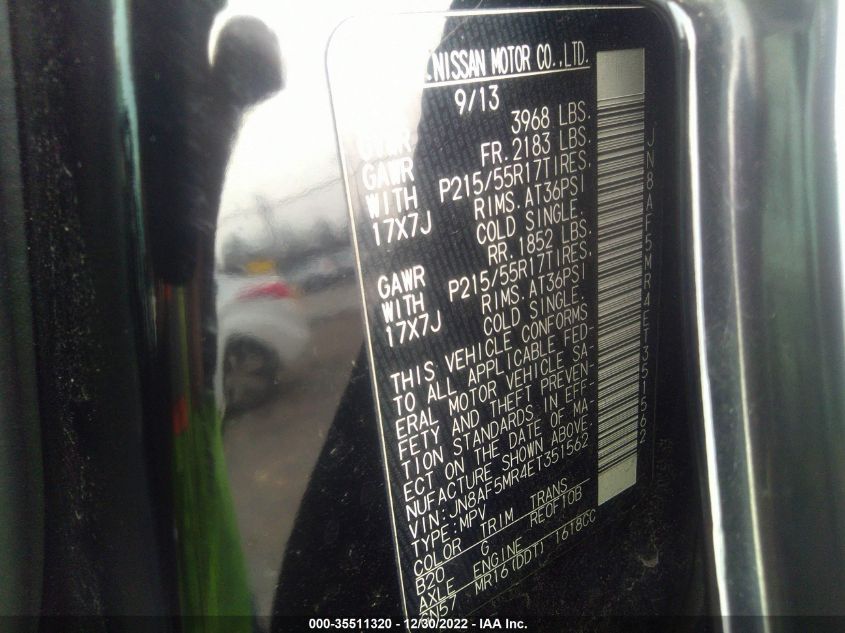 NISSAN MOTOR CO.,LTD.
9/13
GVWR 3968 LBS.
GAWR FR. 2183 LBS.
WITH P215/55R17TIRES,
17X7J RIMS. AT36PSI
COLD SINGLE.
GAWR RR. 1852 LBS.
WITH P215/55R17TIRES,
17X7J RIMS. AT36PSI
COLD SINGLE.
THIS VEHICLE CONFORMS
TO ALL APPLICABLE FED-
ERAL MOTOR VEHICLE SA-
FETY AND THEFT PREVEN-
TION STANDARDS IN EFF-
ECT ON THE DATE OF MA
NUFACTURE SHOWN ABOVE.
VIN:JN8AF5MR4ET351562
TYPE:MPV
COLOR TRIM TRANS
B20 G RE0F10B
AXLE ENGINE
GN57 MR16(DDT) 1618CC
JN8AF5MR4ET351562
000-35511320 - 12/30/2022 - IAA Inc.